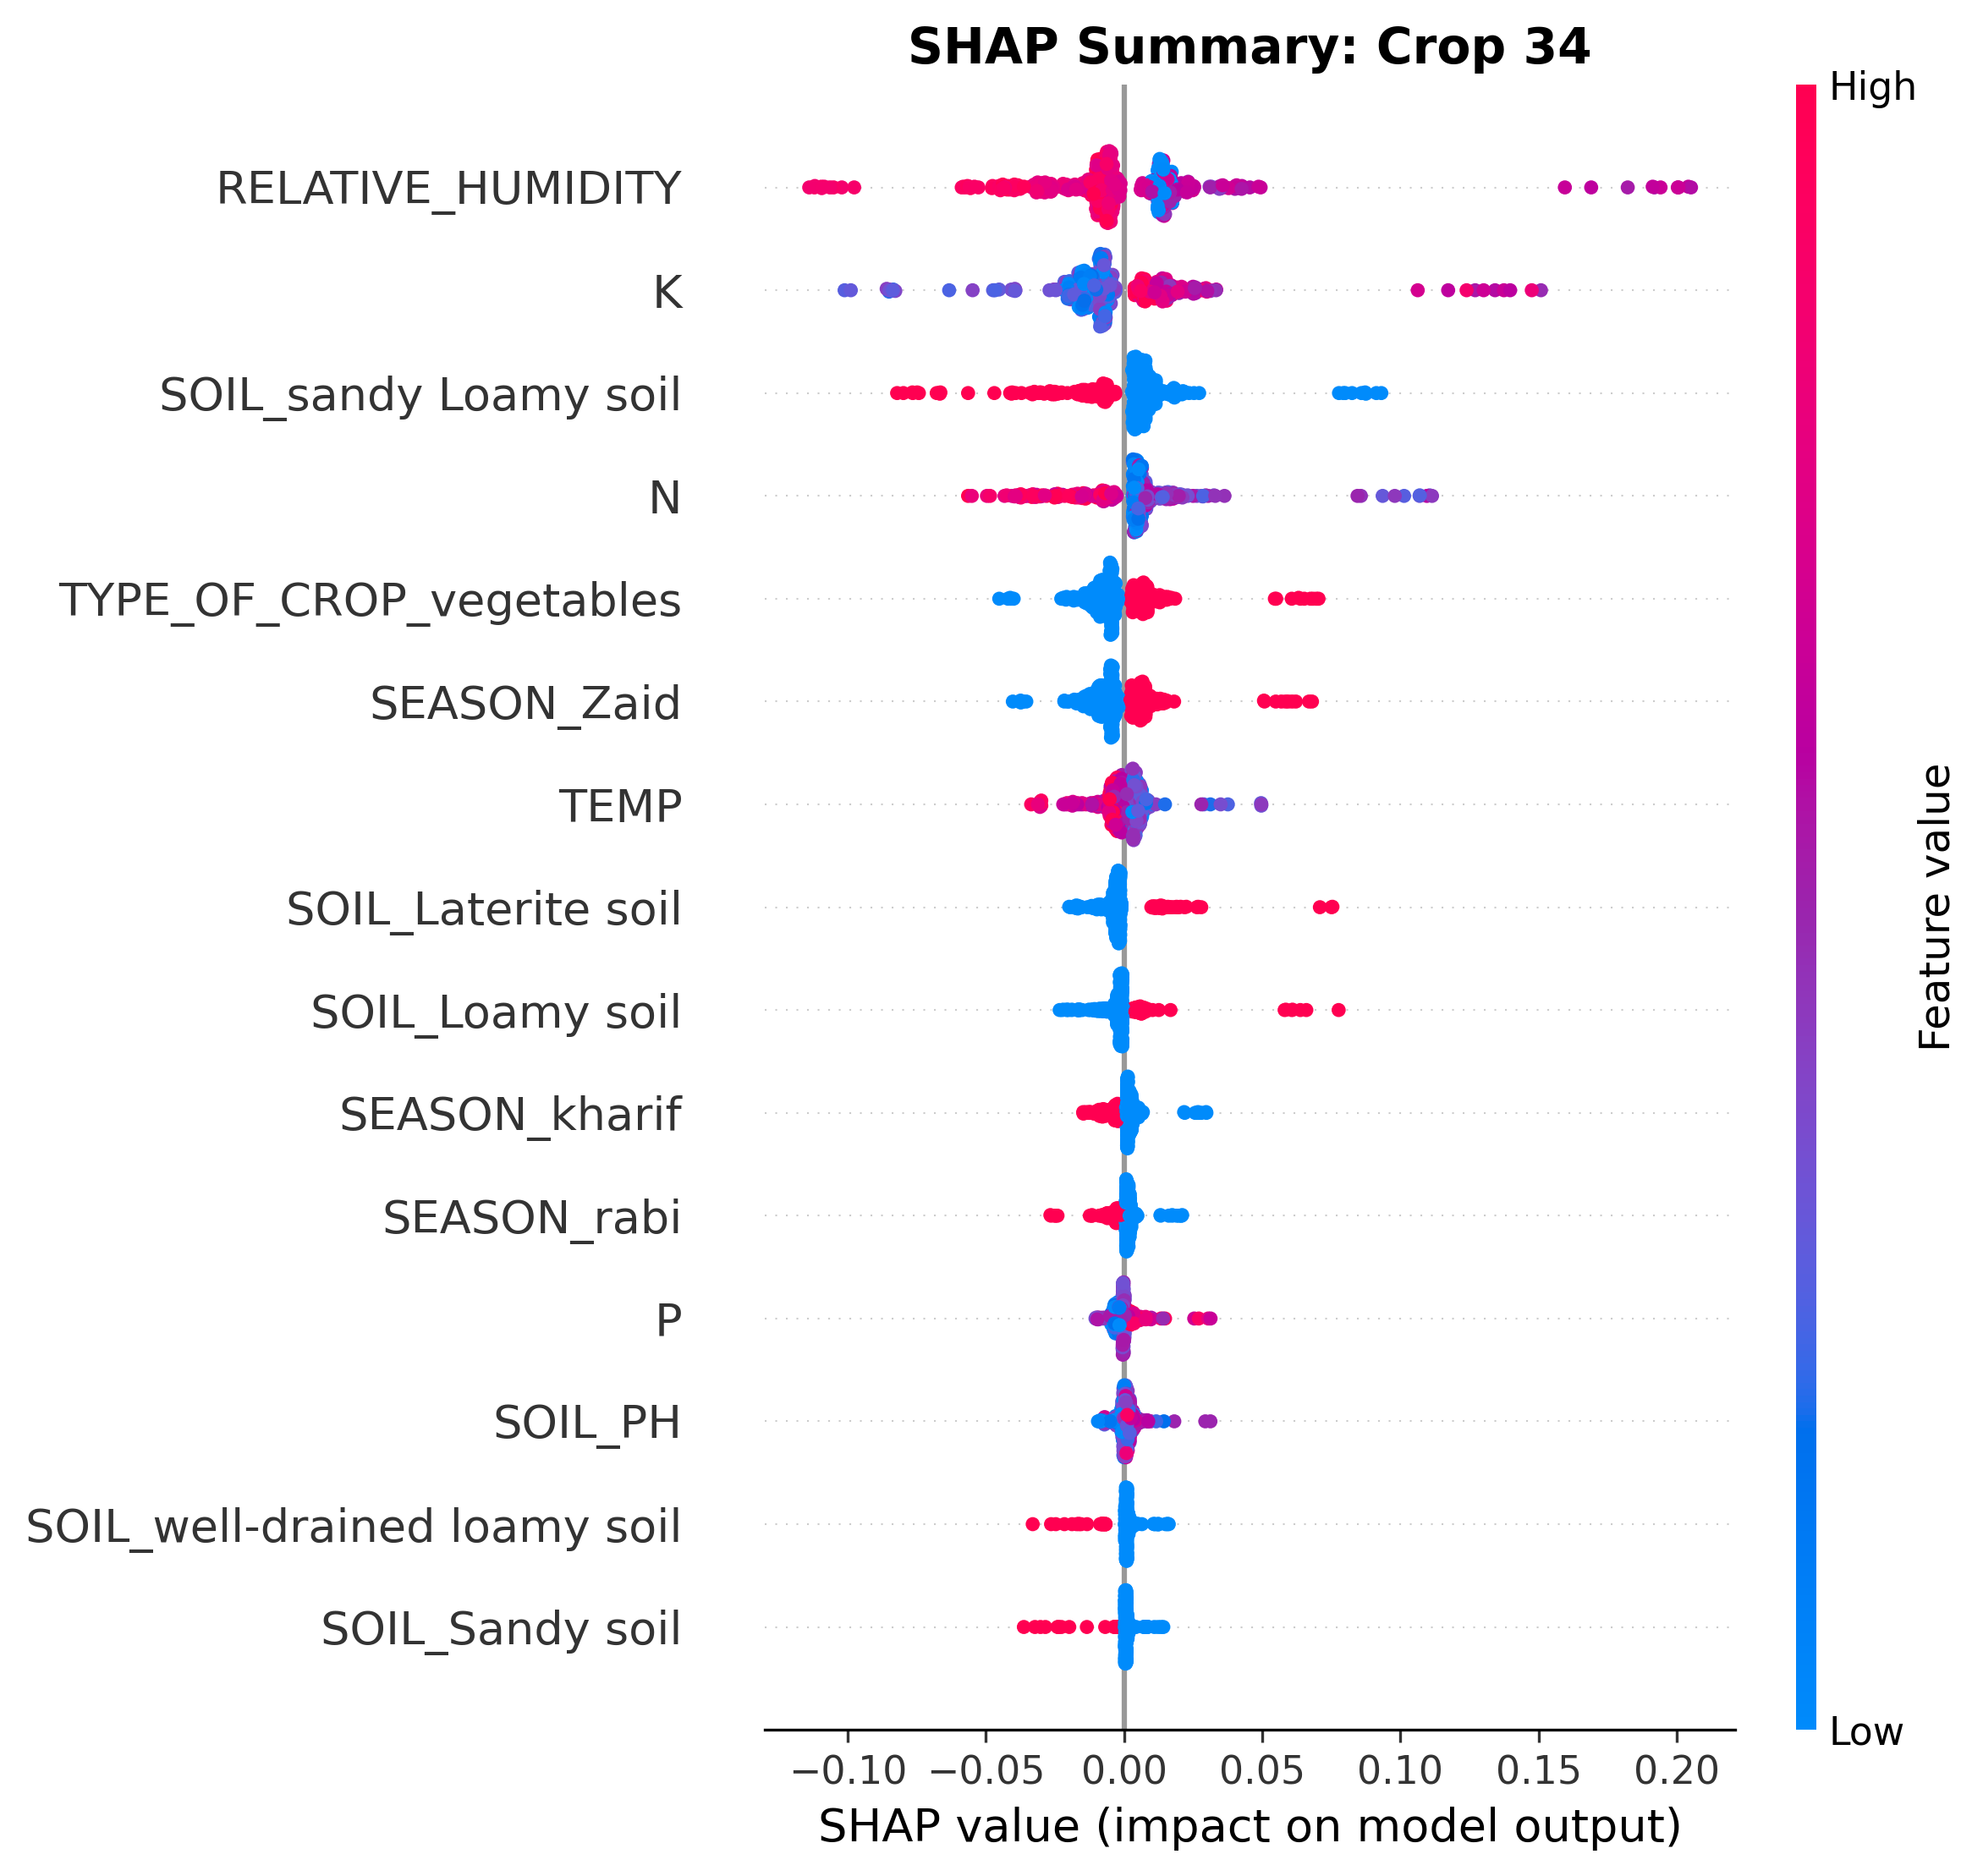 SHAP Summary: Crop 34
High
RELATIVE_HUMIDITY
K
SOIL_sandy Loamy soil
N
TYPE_OF_CROP_vegetables
SEASON_Zaid
TEMP
SOIL_Laterite soil
SOIL_Loamy soil
SEASON_kharif
SEASON_rabi
P
SOIL_PH
SOIL_well-drained loamy soil
SOIL_Sandy soil
Feature value
Low
−0.10 −0.05 0.00 0.05 0.10 0.15 0.20
SHAP value (impact on model output)